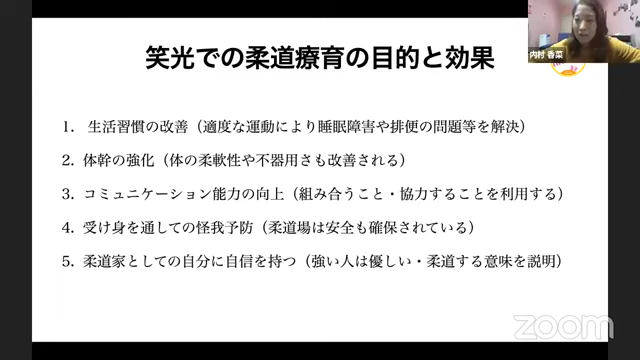 笑光での柔道療育の目的と効果
内村 香菜
1. 生活習慣の改善（適度な運動により睡眠障害や排便の問題等を解決）
2. 体幹の強化（体の柔軟性や不器用さも改善される）
3. コミュニケーション能力の向上（組み合うこと・協力することを利用する）
4. 受け身を通しての怪我予防（柔道場は安全も確保されている）
5. 柔道家としての自分に自信を持つ（強い人は優しい・柔道する意味を説明）
zoom